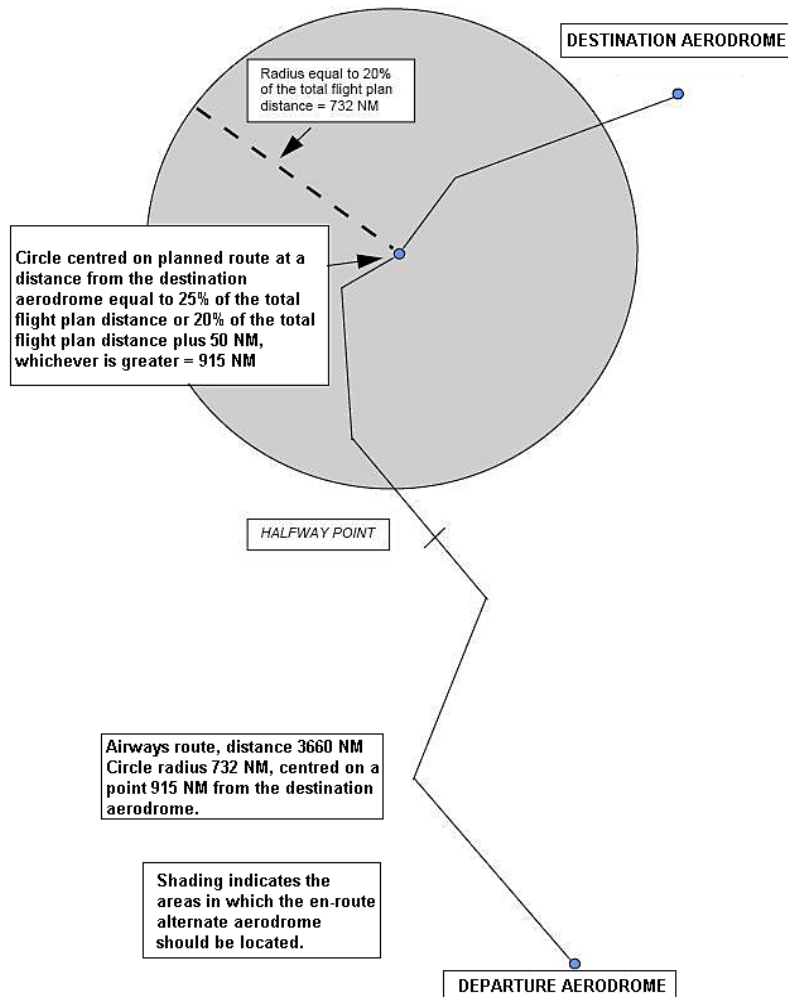 DESTINATION AERODROME
Radius equal to 20%
of the total flight plan
distance = 732 NM
Circle centred on planned route at a
distance from the destination
aerodrome equal to 25% of the total
flight plan distance or 20% of the total
flight plan distance plus 50 NM,
whichever is greater = 915 NM
HALFWAY POINT
Airways route, distance 3660 NM
Circle radius 732 NM, centred on a
point 915 NM from the destination
aerodrome.
Shading indicates the
areas in which the en-route
alternate aerodrome
should be located.
DEPARTURE AERODROME